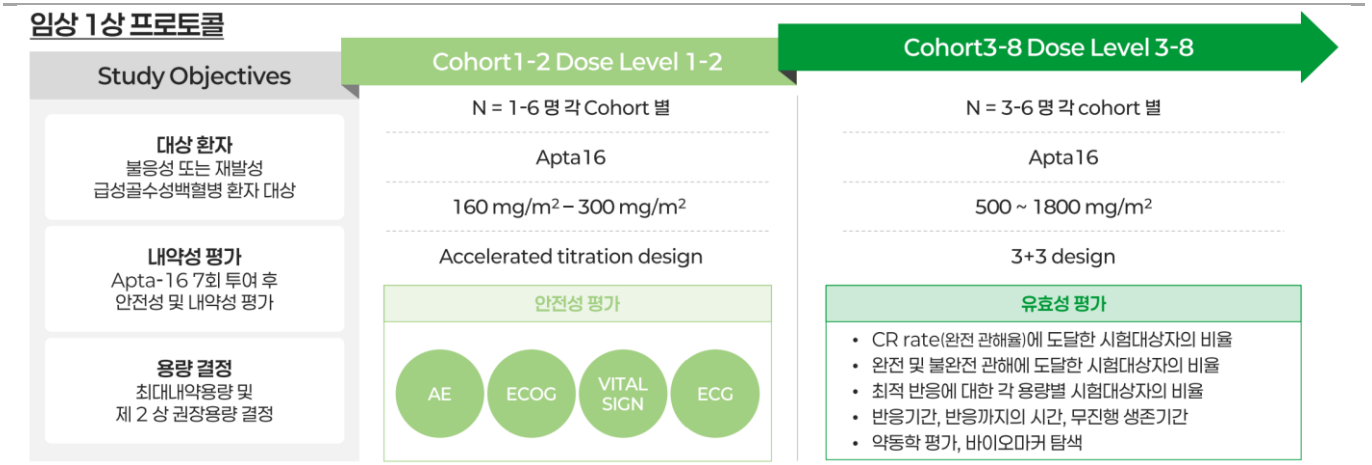 임상 1상 프로토콜
Study Objectives
대상 환자
불응성 또는 재발성
급성골수성백혈병 환자 대상
내약성 평가
Apta-16 7회 투여 후
안전성 및 내약성 평가
용량 결정
최대내약용량 및
제 2 상 권장용량 결정
Cohort1-2 Dose Level 1-2
N = 1-6 명 각 Cohort 별
Apta16
160 mg/m² – 300 mg/m²
Accelerated titration design
안전성 평가
AE
ECOG
VITAL
SIGN
ECG
Cohort3-8 Dose Level 3-8
N = 3-6 명 각 cohort 별
Apta16
500 ~ 1800 mg/m²
3+3 design
유효성 평가
• CR rate(완전 관해율)에 도달한 시험대상자의 비율
• 완전 및 불완전 관해에 도달한 시험대상자의 비율
• 최적 반응에 대한 각 용량별 시험대상자의 비율
• 반응기간, 반응까지의 시간, 무진행 생존기간
• 약동학 평가, 바이오마커 탐색